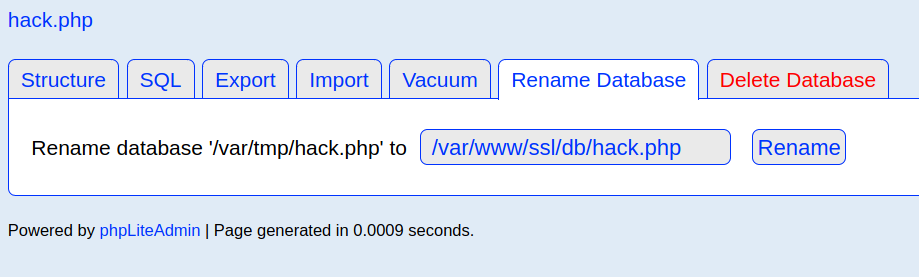 hack.php
Structure SQL Export Import Vacuum Rename Database Delete Database
Rename database '/var/tmp/hack.php' to /var/www/ssl/db/hack.php Rename
Powered by phpLiteAdmin | Page generated in 0.0009 seconds.